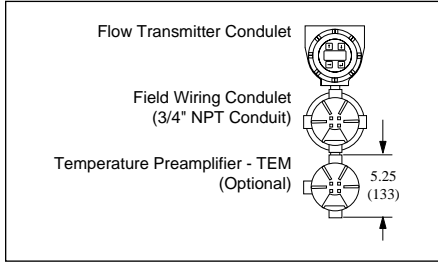 Flow Transmitter Condulet
Field Wiring Condulet
(3/4" NPT Conduit)
Temperature Preamplifier - TEM
(Optional)
5.25
(133)